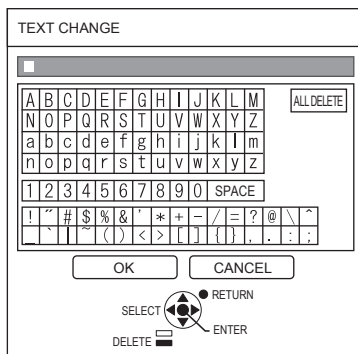 TEXT CHANGE
A B C D E F G H I J K L M ALL DELETE
N O P Q R S T U V W X Y Z
a b c d e f g h i j k l m
n o p q r s t u v w x y z
1 2 3 4 5 6 7 8 9 0 SPACE
! ˝ # $ % & ' * + - / = ? @ \ ^
_ ` | ~ ( ) < > [ ] { } , . : ;
OK CANCEL
RETURN
SELECT
ENTER
DELETE